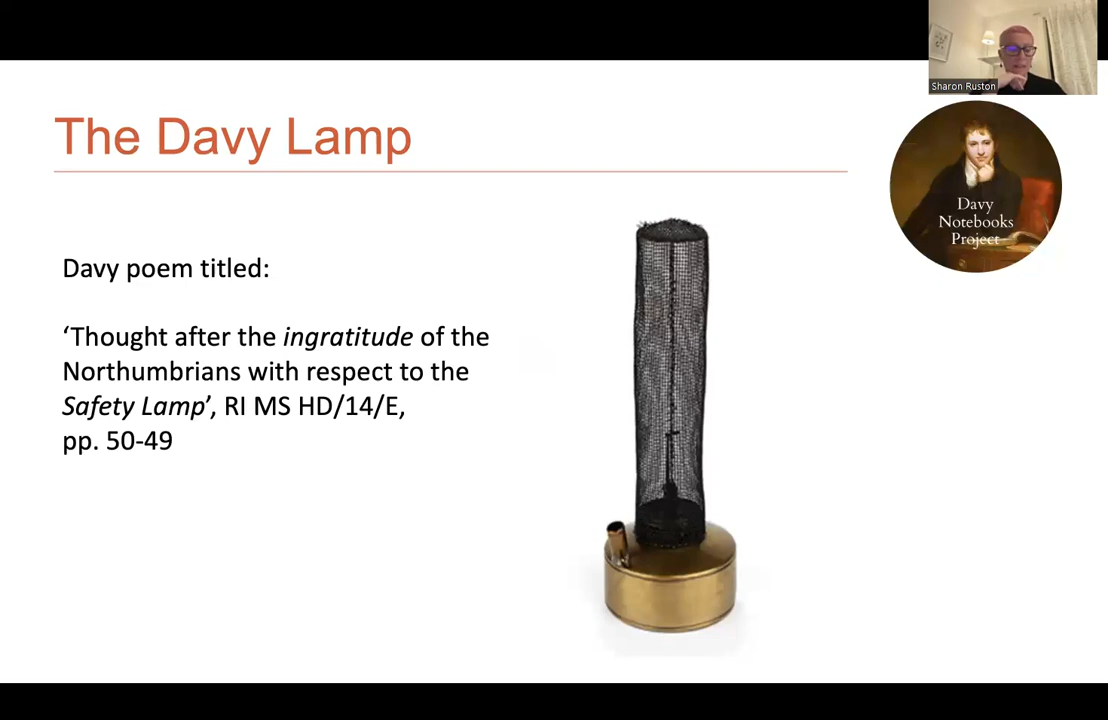 The Davy Lamp
Davy poem titled:
‘Thought after the ingratitude of the
Northumbrians with respect to the
Safety Lamp’, RI MS HD/14/E,
pp. 50-49
Sharon Ruston
Davy
Notebooks
Project